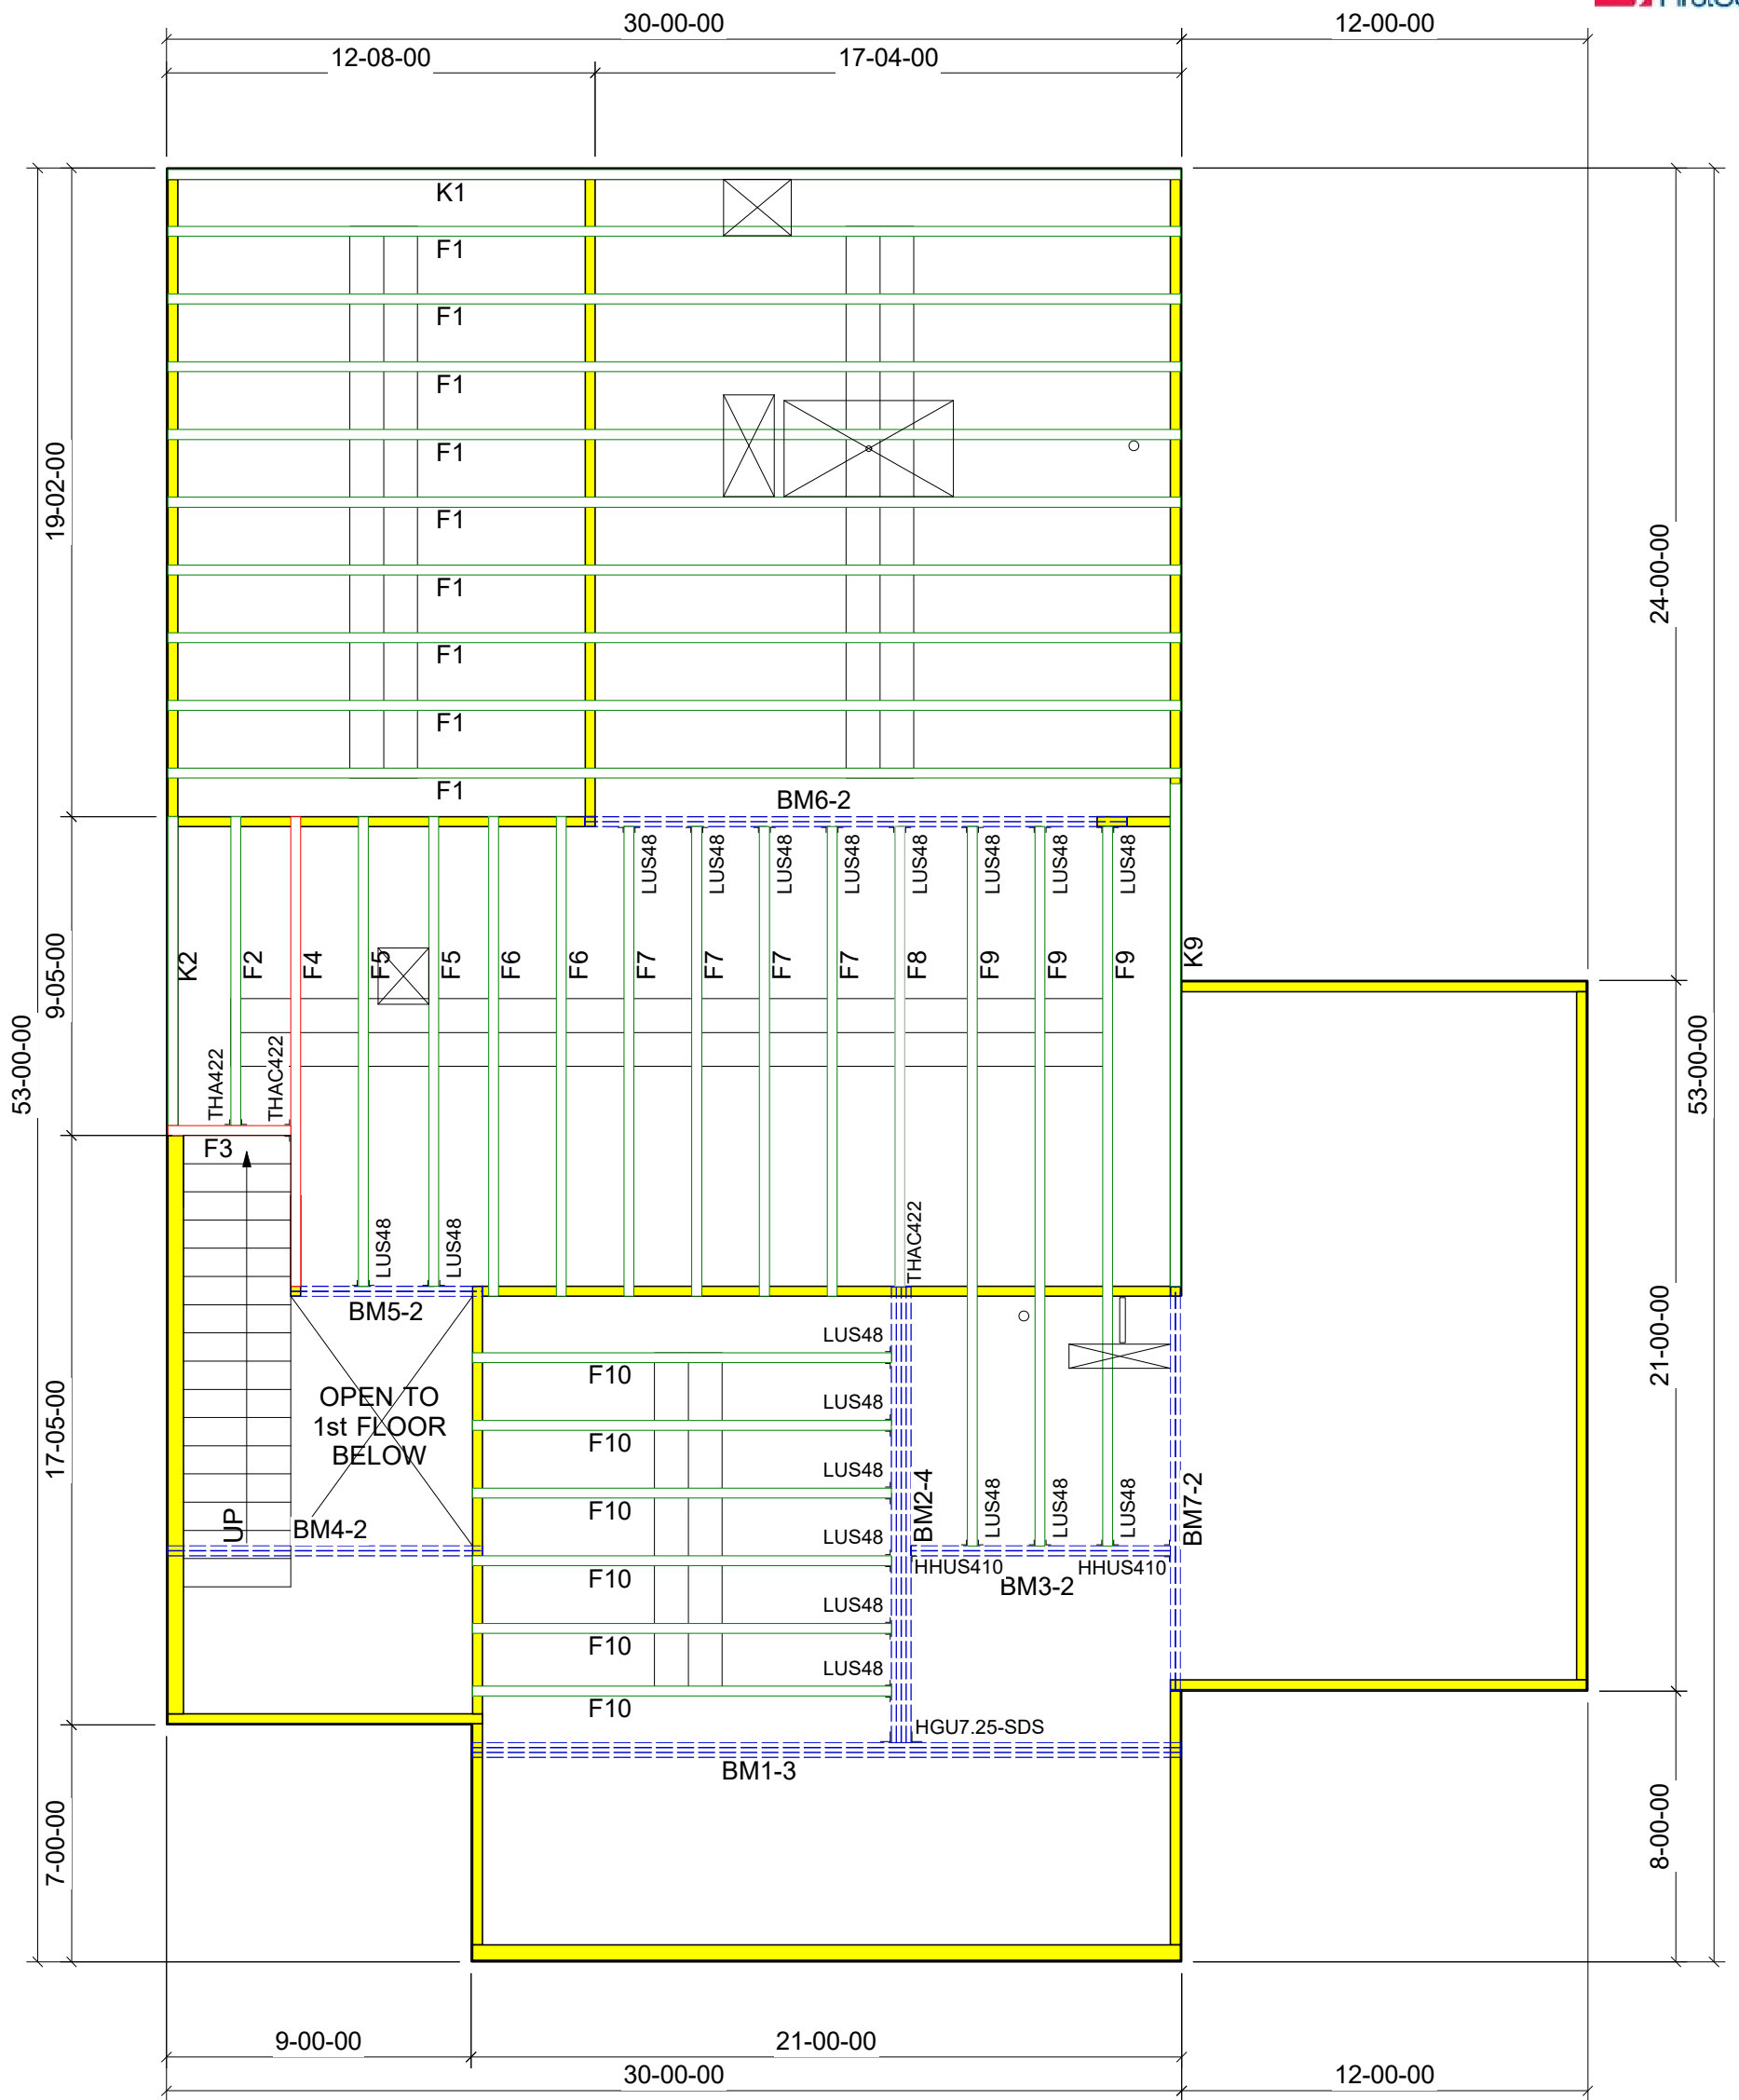 30-00-00
12-00-00
12-08-00
17-04-00
K1
F1
F1
F1
F1
F1
F1
F1
F1
F1
19-02-00
24-00-00
BM6-2
LUS48
LUS48
LUS48
LUS48
LUS48
LUS48
LUS48
LUS48
9-05-00
53-00-00
53-00-00
K2
F2
F4
F5
F5
F6
F6
F7
F7
F7
F7
F8
F9
F9
F9
K9
THA422
THAC422
F3
LUS48
LUS48
THAC422
BM5-2
LUS48
F10
LUS48
F10
LUS48
F10
LUS48
F10
LUS48
F10
LUS48
F10
OPEN TO
1st FLOOR
BELOW
17-05-00
21-00-00
UP
BM4-2
BM2-4
LUS48
LUS48
LUS48
BM7-2
HHUS410
HHUS410
BM3-2
HGU7.25-SDS
BM1-3
7-00-00
8-00-00
9-00-00
21-00-00
30-00-00
12-00-00